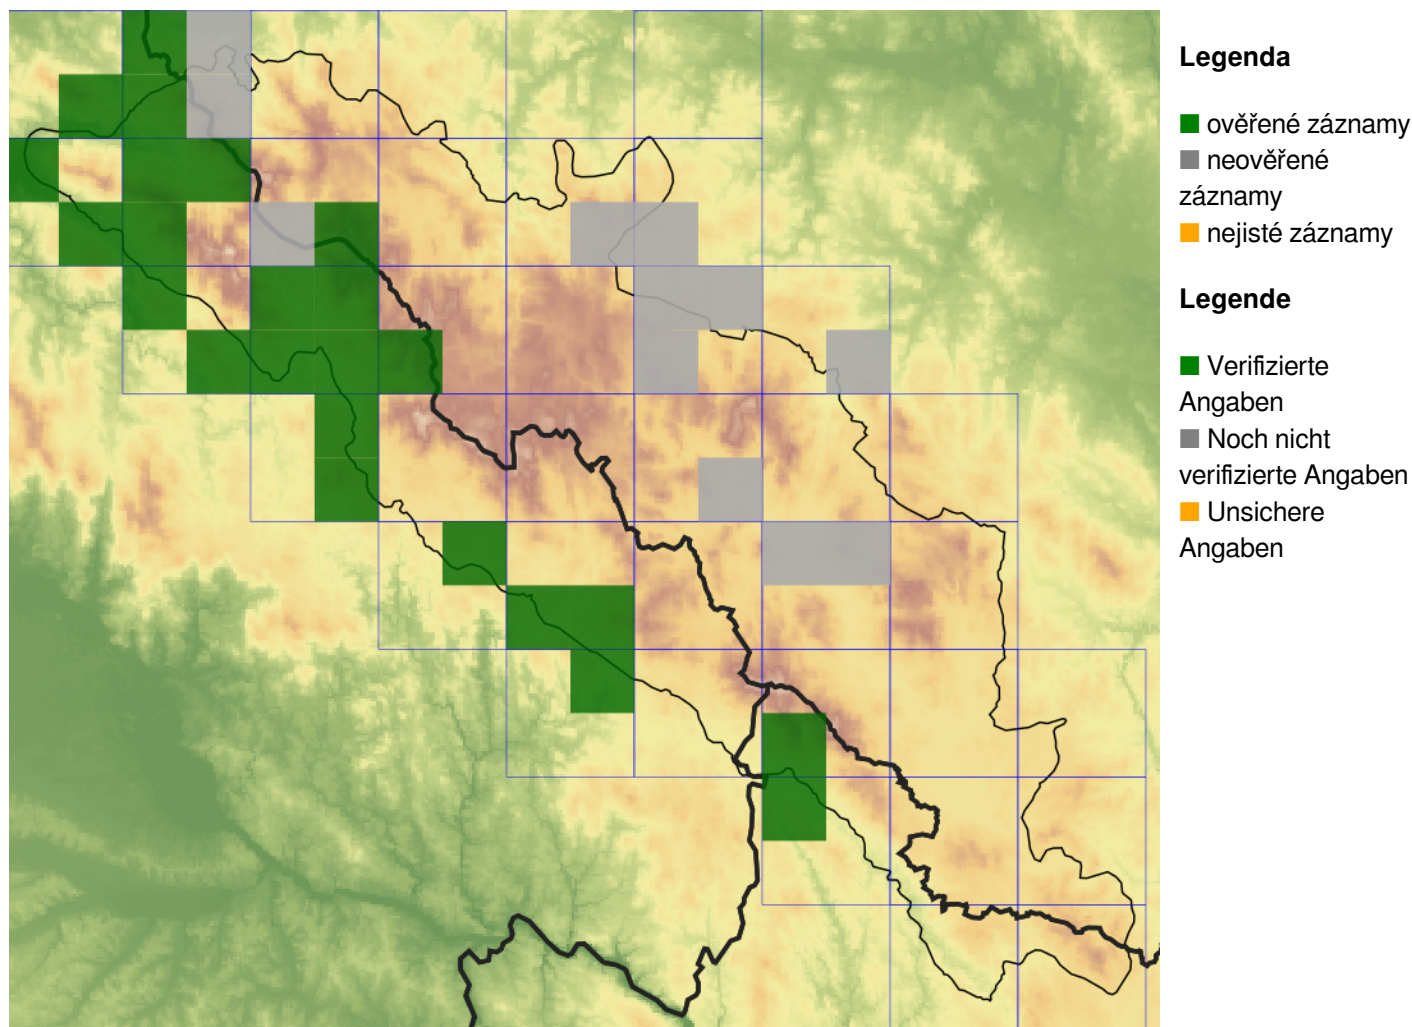 Legenda
ověřené záznamy
neověřené
záznamy
nejisté záznamy
Legende
Verifizierte
Angaben
Noch nicht
verifizierte Angaben
Unsichere
Angaben